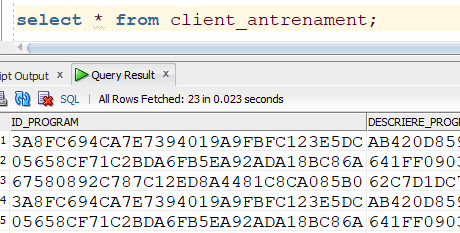 select * from client_antrenament;
ipt Output × Query Result ×
SQL | All Rows Fetched: 23 in 0.023 seconds
ID_PROGRAM DESCRIERE_PROG
1 3A8FC694CA7E7394019A9FBFC123E5DC AB420D859
2 05658CF71C2BDA6FB5EA92ADA18BC86A 641FF0903
3 67580892C787C12ED8A4481C8CA085B0 62C7D1DC7
4 3A8FC694CA7E7394019A9FBFC123E5DC AB420D859
5 05658CF71C2BDA6FB5EA92ADA18BC86A 641FF0903